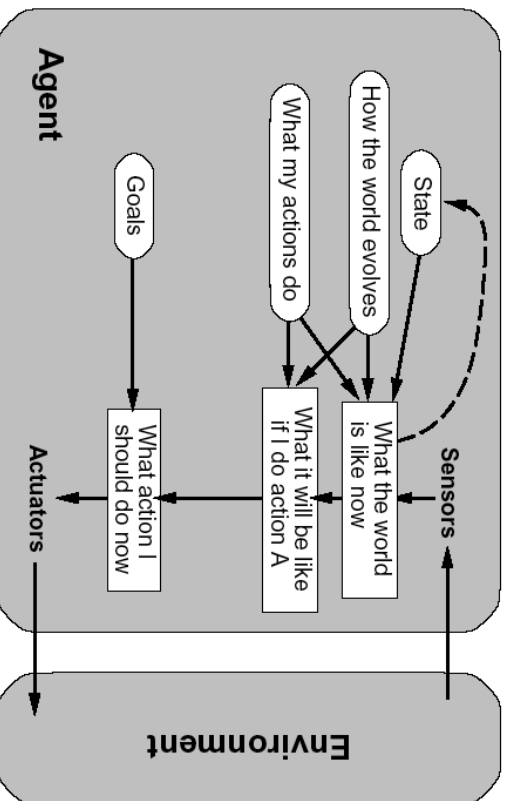 Agent
Sensors
State
How the world evolves
What my actions do
Goals
What the world
is like now
What it will be like
if I do action A
What action I
should do now
Actuators
Environment